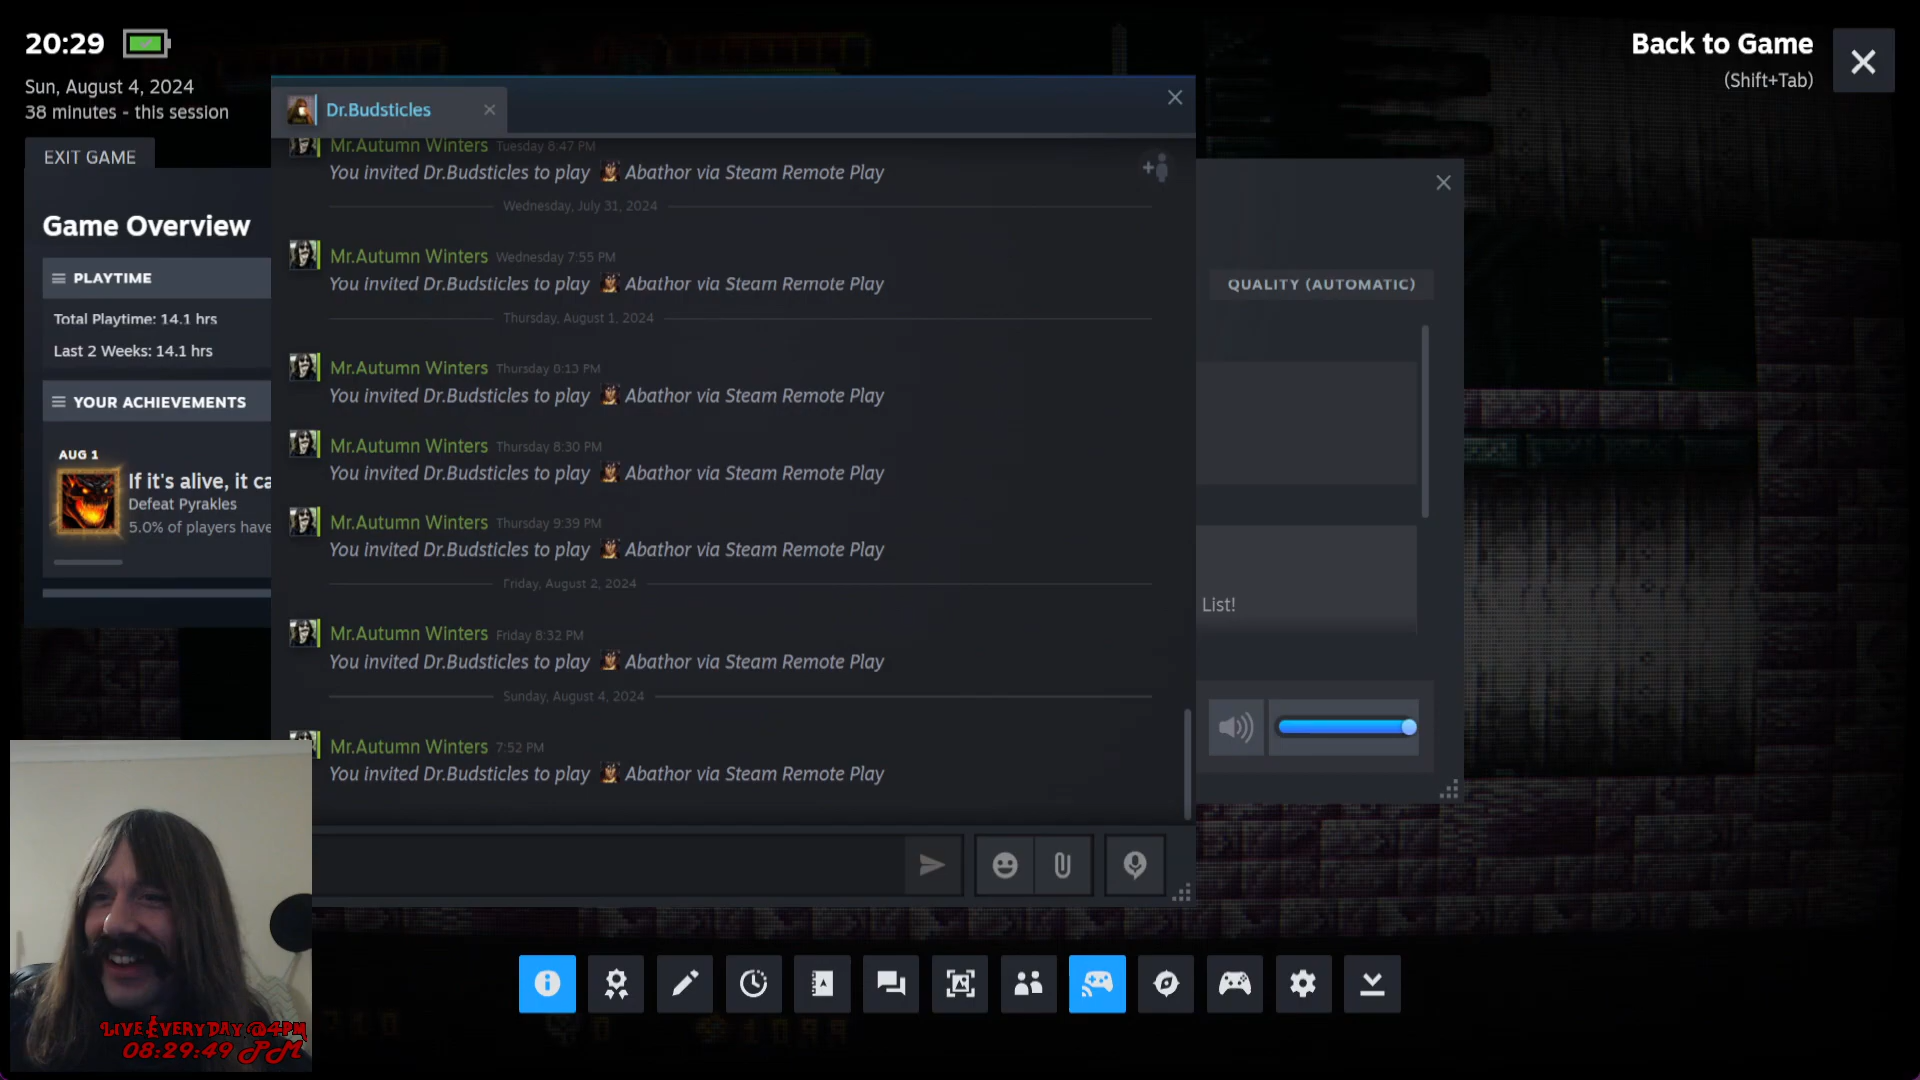 20:29
Sun, August 4, 2024
38 minutes - this session
EXIT GAME
Game Overview
PLAYTIME
Total Playtime: 14.1 hrs
Last 2 Weeks: 14.1 hrs
YOUR ACHIEVEMENTS
AUG 1
If it's alive, it ca
Defeat Pyrakles
5.0% of players have
Back to Game
(Shift+Tab)
Dr.Budsticles
Mr.Autumn Winters Tuesday 8:47 PM
You invited Dr.Budsticles to play Abathor via Steam Remote Play
Wednesday, July 31, 2024
Mr.Autumn Winters Wednesday 7:55 PM
You invited Dr.Budsticles to play Abathor via Steam Remote Play
Thursday, August 1, 2024
Mr.Autumn Winters Thursday 8:13 PM
You invited Dr.Budsticles to play Abathor via Steam Remote Play
Mr.Autumn Winters Thursday 8:30 PM
You invited Dr.Budsticles to play Abathor via Steam Remote Play
Mr.Autumn Winters Thursday 9:39 PM
You invited Dr.Budsticles to play Abathor via Steam Remote Play
Friday, August 2, 2024
Mr.Autumn Winters Friday 8:32 PM
You invited Dr.Budsticles to play Abathor via Steam Remote Play
Sunday, August 4, 2024
Mr.Autumn Winters 7:52 PM
You invited Dr.Budsticles to play Abathor via Steam Remote Play
QUALITY (AUTOMATIC)
List!
LIVE EVERYDAY @4PM
08:29:49 PM